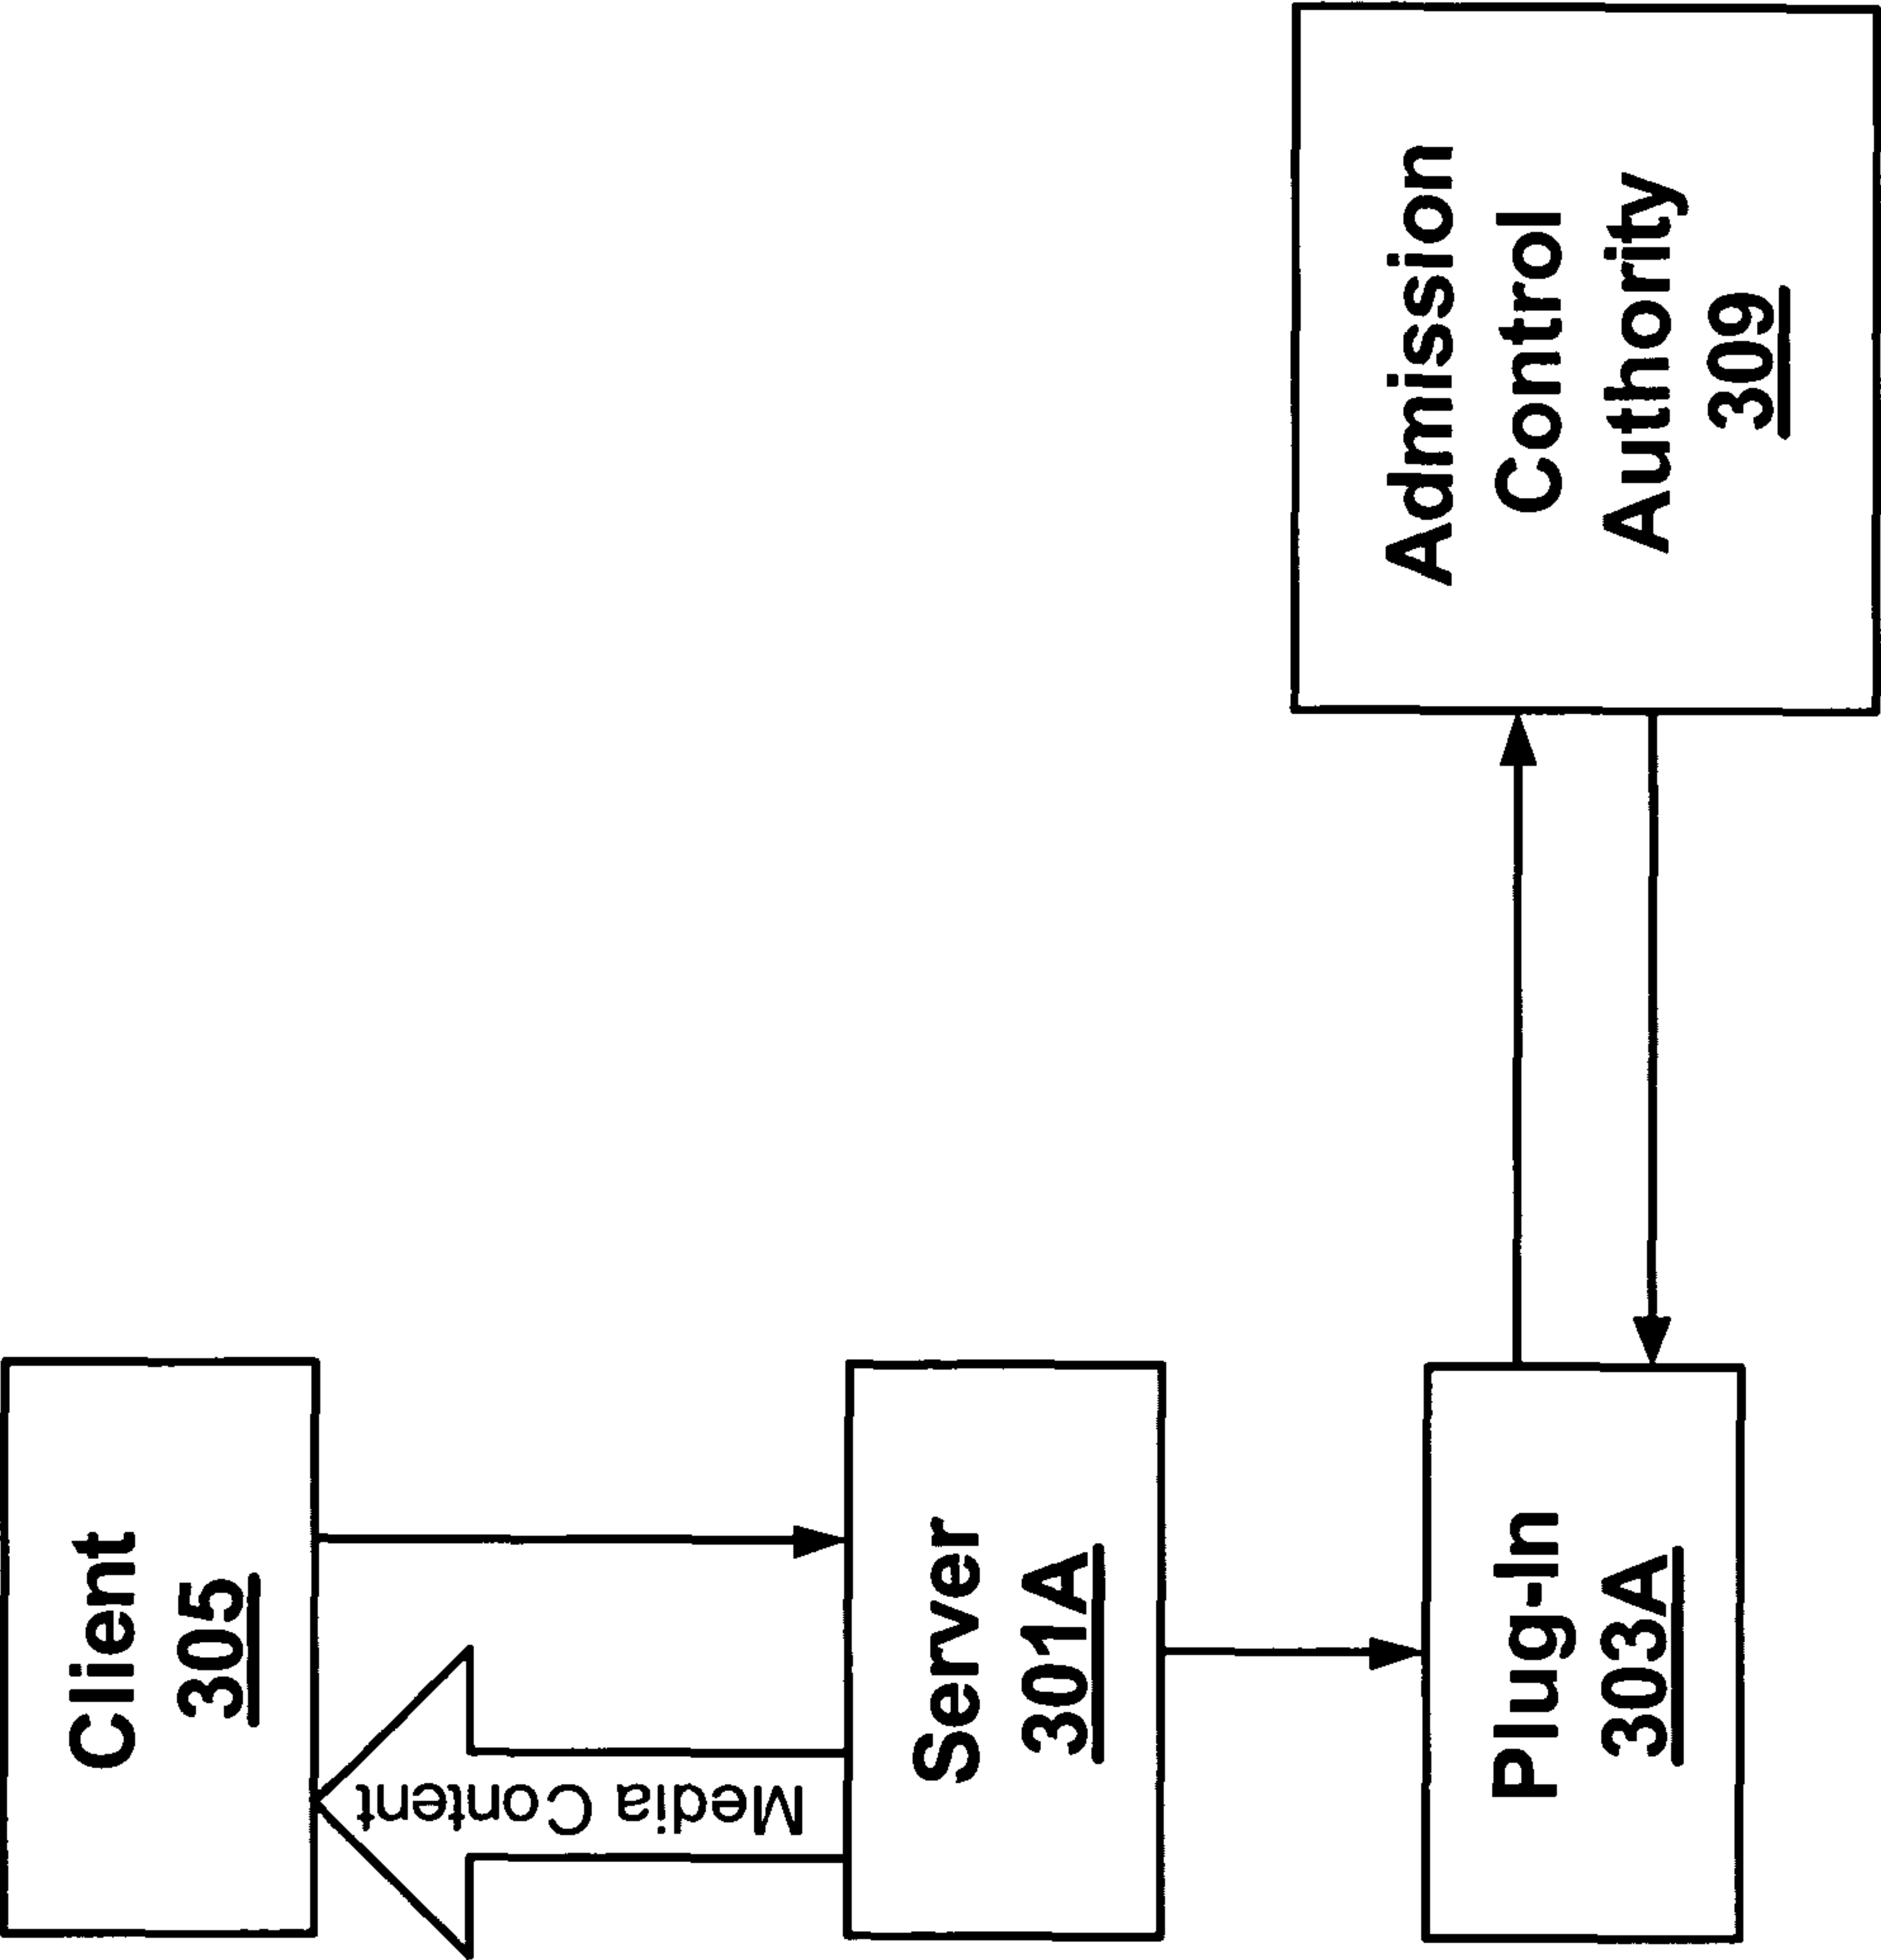 Client
305
Media Content
Server
301A
Plug-In
303A
Admission
Control
Authority
309